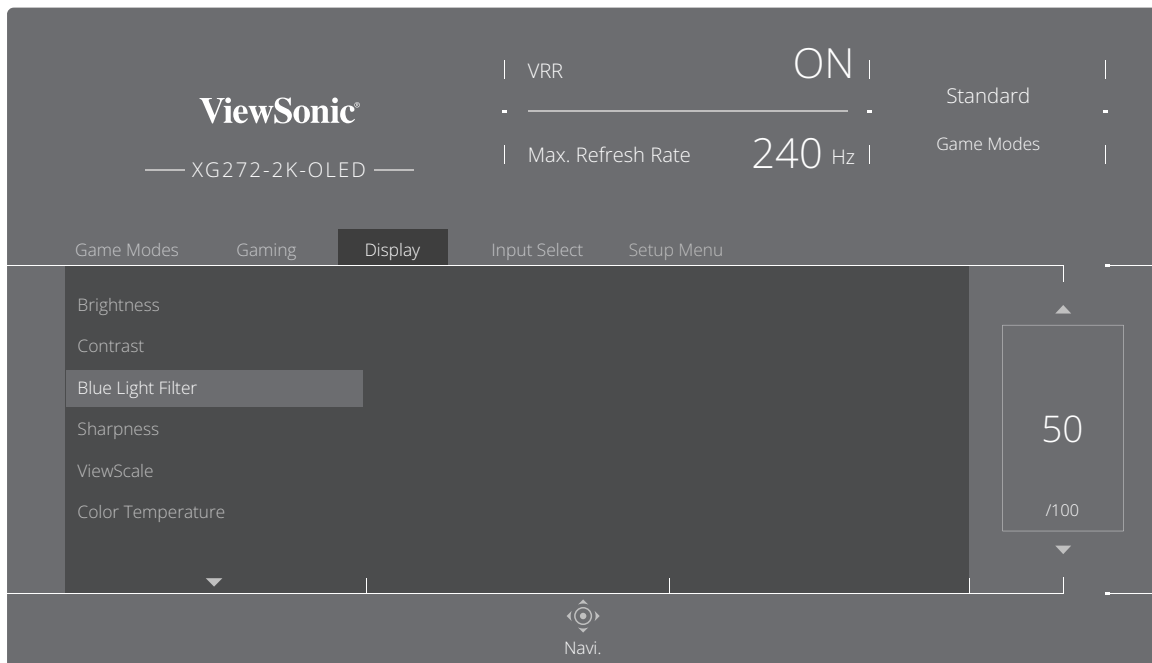 ViewSonic®
XG272-2K-OLED
VRR ON
Max. Refresh Rate 240 Hz
Standard
Game Modes
Game Modes Gaming Display Input Select Setup Menu
Brightness
Contrast
Blue Light Filter
Sharpness
ViewScale
Color Temperature
50
/100
Navi.